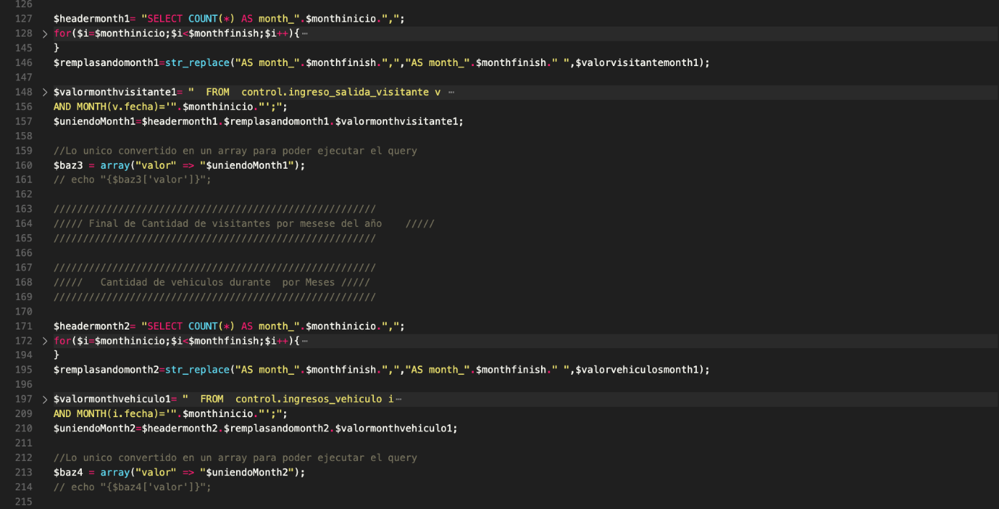 126
127 $headermonth1= "SELECT COUNT(*) AS month_".$monthinicio.",";
128 > for($i=$monthinicio;$i<$monthfinish;$i++){⋯
145 }
146 $remplasandomonth1=str_replace("AS month_".$monthfinish.",","AS month_".$monthfinish." ",$valorvisitantemonth1);
147
148 > $valormonthvisitante1= "  FROM  control.ingreso_salida_visitante v ⋯
156 AND MONTH(v.fecha)='".$monthinicio."';";
157 $uniendoMonth1=$headermonth1.$remplasandomonth1.$valormonthvisitante1;
158
159 //Lo unico convertido en un array para poder ejecutar el query
160 $baz3 = array("valor" => "$uniendoMonth1");
161 // echo "{$baz3['valor']}";
162
163 ///////////////////////////////////////////////////////
164 ///// Final de Cantidad de visitantes por mesese del año    /////
165 ///////////////////////////////////////////////////////
166
167 ///////////////////////////////////////////////////////
168 /////   Cantidad de vehiculos durante  por Meses /////
169 ///////////////////////////////////////////////////////
170
171 $headermonth2= "SELECT COUNT(*) AS month_".$monthinicio.",";
172 > for($i=$monthinicio;$i<$monthfinish;$i++){⋯
194 }
195 $remplasandomonth2=str_replace("AS month_".$monthfinish.",","AS month_".$monthfinish." ",$valorvehiculosmonth1);
196
197 > $valormonthvehiculo1= "  FROM  control.ingresos_vehiculo i⋯
209 AND MONTH(i.fecha)='".$monthinicio."';";
210 $uniendoMonth2=$headermonth2.$remplasandomonth2.$valormonthvehiculo1;
211
212 //Lo unico convertido en un array para poder ejecutar el query
213 $baz4 = array("valor" => "$uniendoMonth2");
214 // echo "{$baz4['valor']}";
215